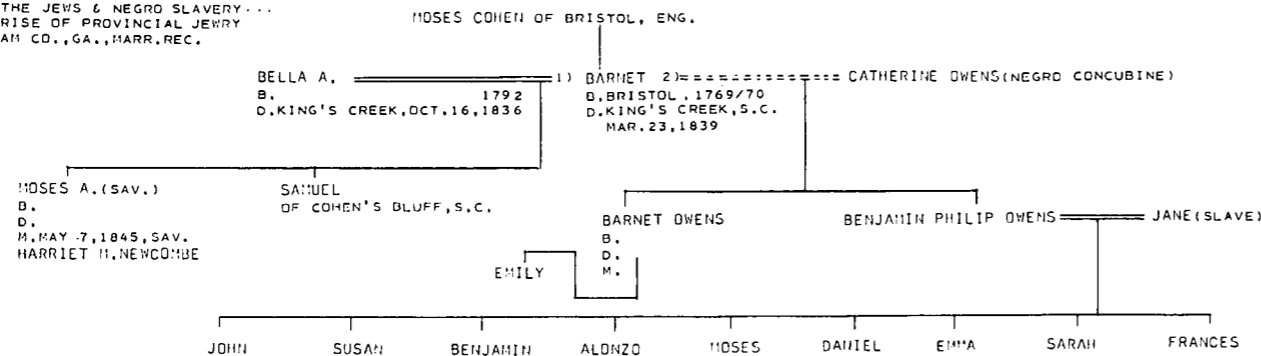 THE JEWS & NEGRO SLAVERY...
RISE OF PROVINCIAL JEWRY
AM CO.,GA.,MARR.REC.
MOSES COHEN OF BRISTOL, ENG.
BELLA A. 1) BARNET 2) CATHERINE OWENS(NEGRO CONCUBINE)
B. 1792 B.BRISTOL,1769/70
D.KING'S CREEK,OCT.16,1836 D.KING'S CREEK,S.C.
MAR.23,1839
MOSES A.(SAV.) SAMUEL
B. OF COHEN'S BLUFF,S.C.
D.
M.MAY 7,1845,SAV.
HARRIET M.NEWCOMBE
BARNET OWENS BENJAMIN PHILIP OWENS JANE(SLAVE)
B.
D.
EMILY M.
JOHN SUSAN BENJAMIN ALONZO MOSES DANIEL EMMA SARAH FRANCES